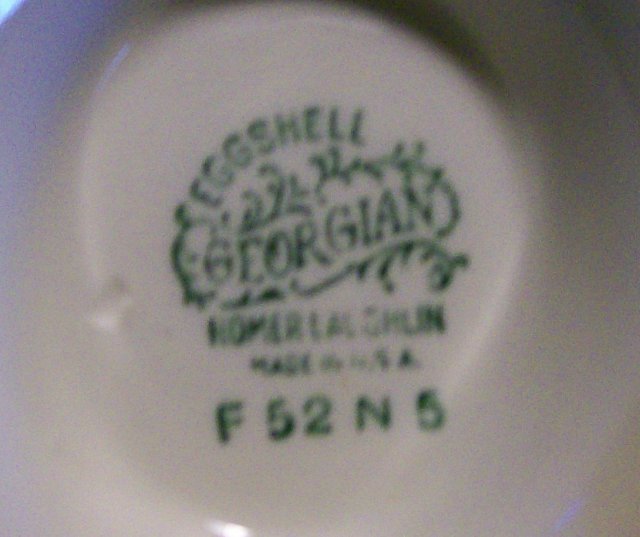 EGGSHELL
GEORGIAN
HOMER LAUGHLIN
MADE IN U.S.A.
F 52 N 5